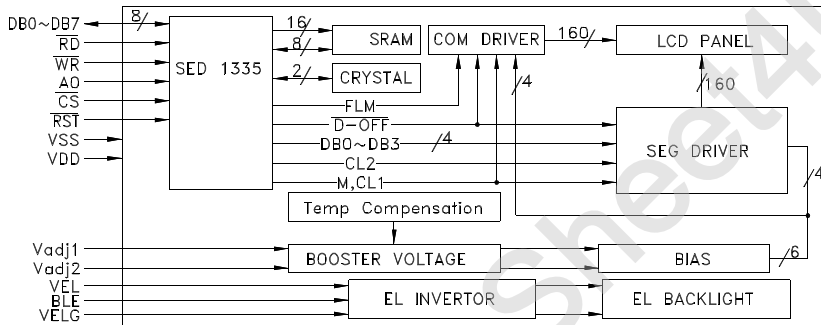 DB0~DB7 8 16 SRAM COM DRIVER 160 LCD PANEL
RD 8
WR SED 1335 2 CRYSTAL 4 160
A0
CS FLM
RST D-OFF
VSS DB0~DB3 4 SEG DRIVER
VDD CL2
M,CL1 4
Temp Compensation
Vadj1 BOOSTER VOLTAGE BIAS 6
Vadj2
VEL EL INVERTOR EL BACKLIGHT
BLE
VELG